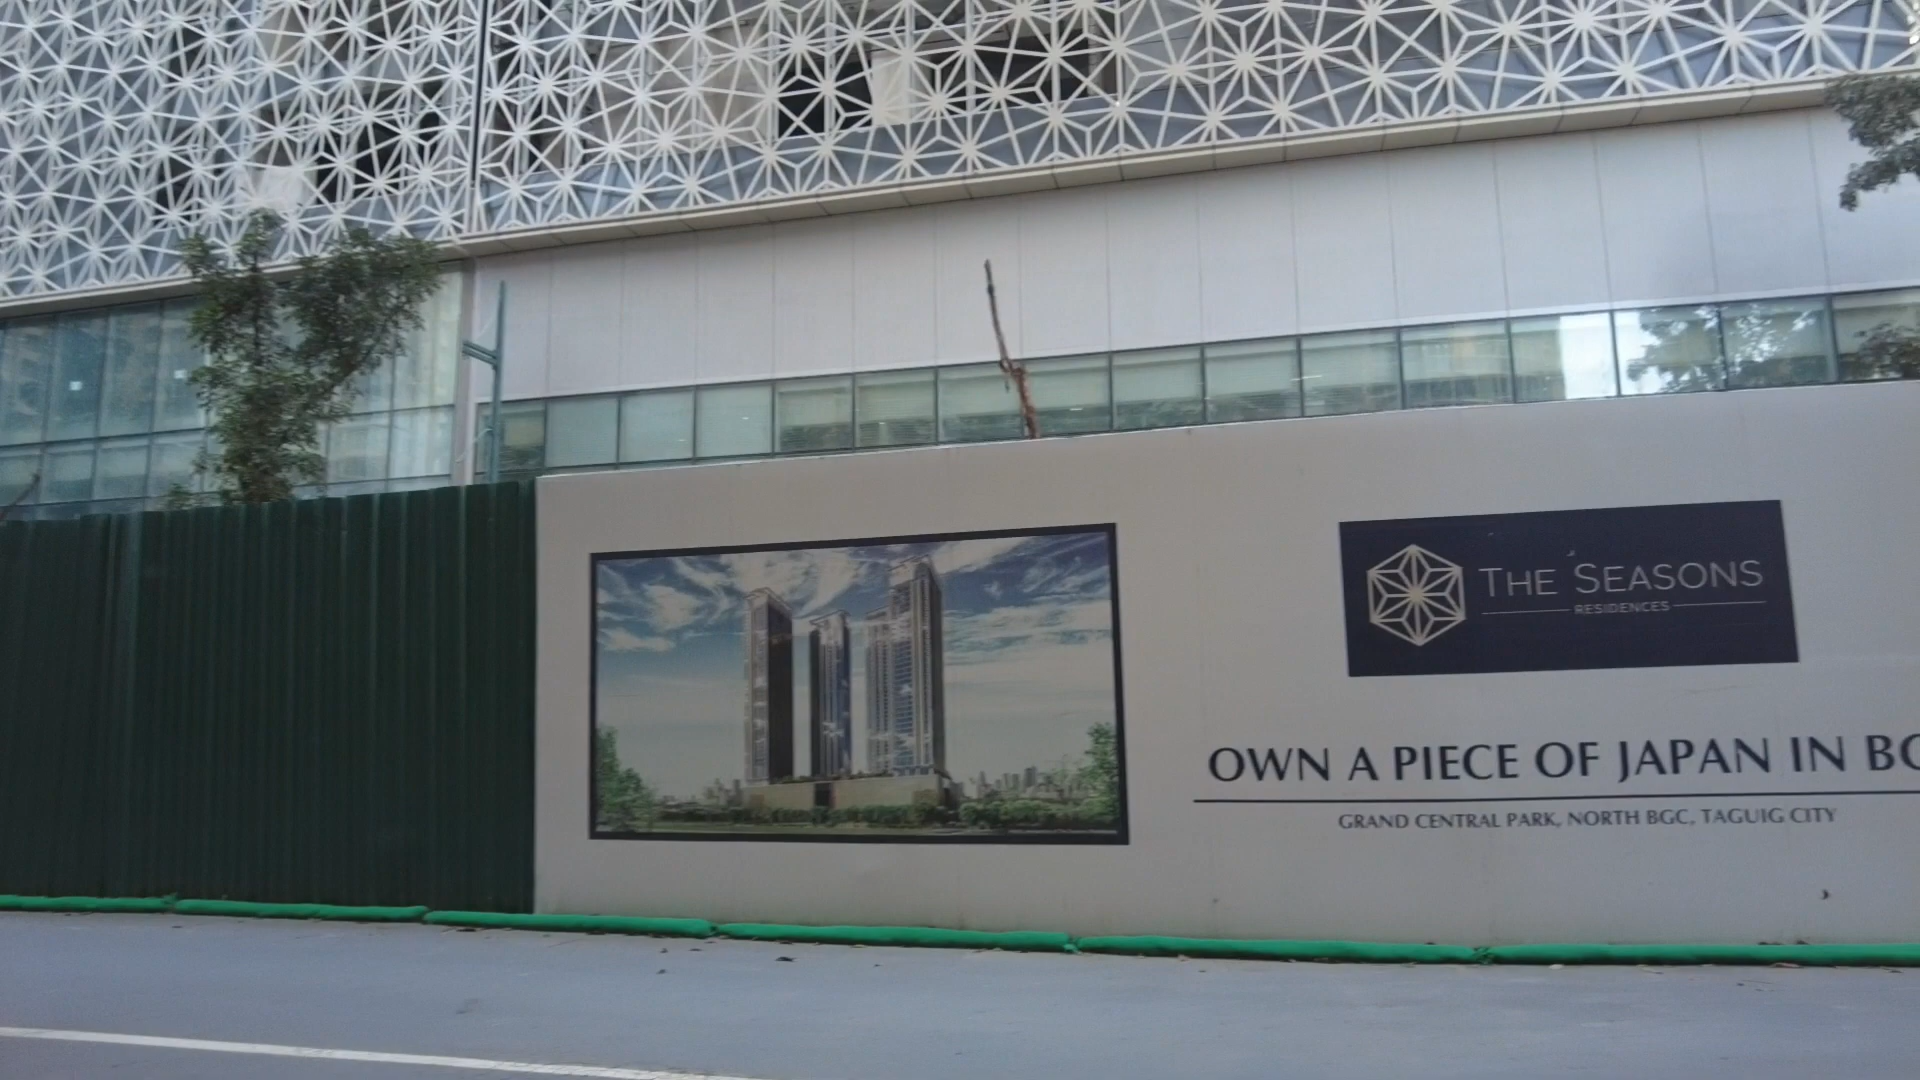 THE SEASONS
RESIDENCES
OWN A PIECE OF JAPAN IN
GRAND CENTRAL PARK, NORTH BGC, TAGUIG CITY